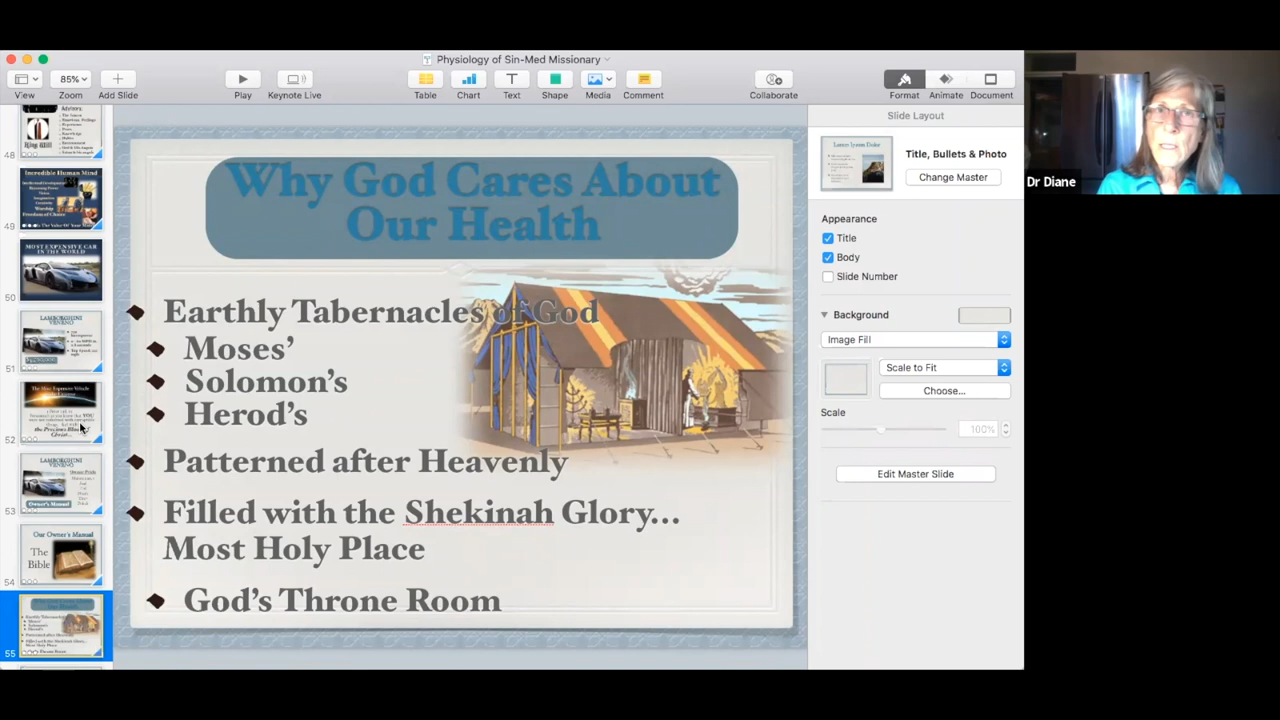 Physiology of Sin-Med Missionary
85%
View
Zoom
Add Slide
Play
Keynote Live
Table
Chart
Text
Shape
Media
Comment
Collaborate
Format
Animate
Document
48
Incredible Human Mind
49
MOST EXPENSIVE CAR
IN THE WORLD
50
LAMBORGHINI
VENENO
51
52
LAMBORGHINI
VENENO
Owner's Manual
53
Our Owner's Manual
The
Bible
54
55
Why God Cares About
Our Health
Earthly Tabernacles of God
Moses'
Solomon's
Herod's
Patterned after Heavenly
Filled with the Shekinah Glory...
Most Holy Place
God's Throne Room
Slide Layout
Title, Bullets & Photo
Change Master
Appearance
Title
Body
Slide Number
Background
Image Fill
Scale to Fit
Choose...
Scale
100%
Edit Master Slide
Dr Diane